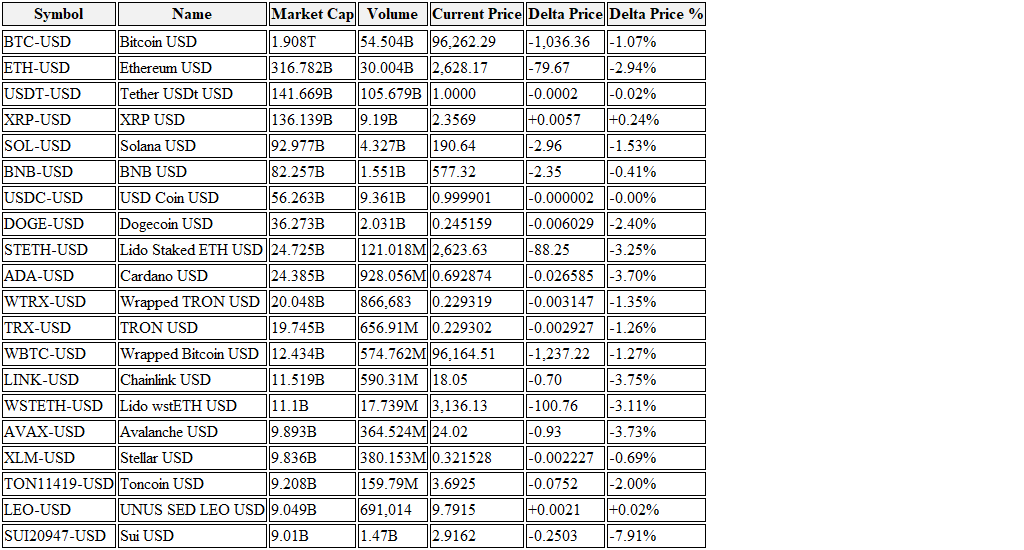 Symbol Name Market Cap Volume Current Price Delta Price Delta Price %
BTC-USD Bitcoin USD 1.908T 54.504B 96,262.29 -1,036.36 -1.07%
ETH-USD Ethereum USD 316.782B 30.004B 2,628.17 -79.67 -2.94%
USDT-USD Tether USDt USD 141.669B 105.679B 1.0000 -0.0002 -0.02%
XRP-USD XRP USD 136.139B 9.19B 2.3569 +0.0057 +0.24%
SOL-USD Solana USD 92.977B 4.327B 190.64 -2.96 -1.53%
BNB-USD BNB USD 82.257B 1.551B 577.32 -2.35 -0.41%
USDC-USD USD Coin USD 56.263B 9.361B 0.999901 -0.000002 -0.00%
DOGE-USD Dogecoin USD 36.273B 2.031B 0.245159 -0.006029 -2.40%
STETH-USD Lido Staked ETH USD 24.725B 121.018M 2,623.63 -88.25 -3.25%
ADA-USD Cardano USD 24.385B 928.056M 0.692874 -0.026585 -3.70%
WTRX-USD Wrapped TRON USD 20.048B 866,683 0.229319 -0.003147 -1.35%
TRX-USD TRON USD 19.745B 656.91M 0.229302 -0.002927 -1.26%
WBTC-USD Wrapped Bitcoin USD 12.434B 574.762M 96,164.51 -1,237.22 -1.27%
LINK-USD Chainlink USD 11.519B 590.31M 18.05 -0.70 -3.75%
WSTETH-USD Lido wstETH USD 11.1B 17.739M 3,136.13 -100.76 -3.11%
AVAX-USD Avalanche USD 9.893B 364.524M 24.02 -0.93 -3.73%
XLM-USD Stellar USD 9.836B 380.153M 0.321528 -0.002227 -0.69%
TON11419-USD Toncoin USD 9.208B 159.79M 3.6925 -0.0752 -2.00%
LEO-USD UNUS SED LEO USD 9.049B 691,014 9.7915 +0.0021 +0.02%
SUI20947-USD Sui USD 9.01B 1.47B 2.9162 -0.2503 -7.91%